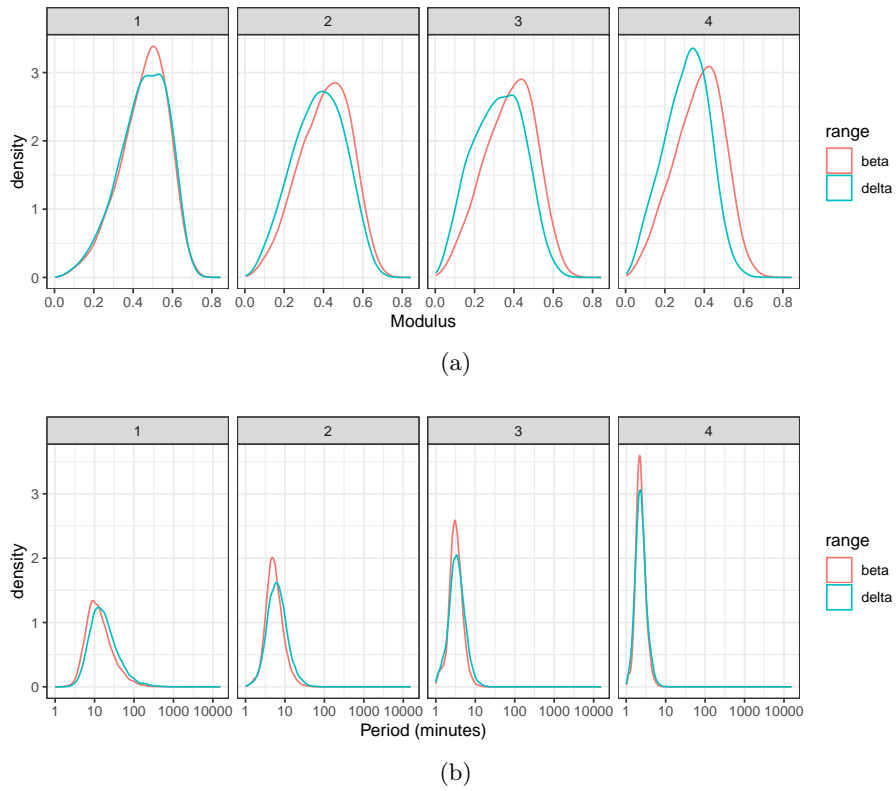 1 2 3 4
3
2
1
0
density
0.0 0.2 0.4 0.6 0.8 0.0 0.2 0.4 0.6 0.8 0.0 0.2 0.4 0.6 0.8 0.0 0.2 0.4 0.6 0.8
Modulus
range
beta
delta
(a)
1 2 3 4
3
2
1
0
density
1 10 100 1000 10000 1 10 100 1000 10000 1 10 100 1000 10000 1 10 100 1000 10000
Period (minutes)
range
beta
delta
(b)